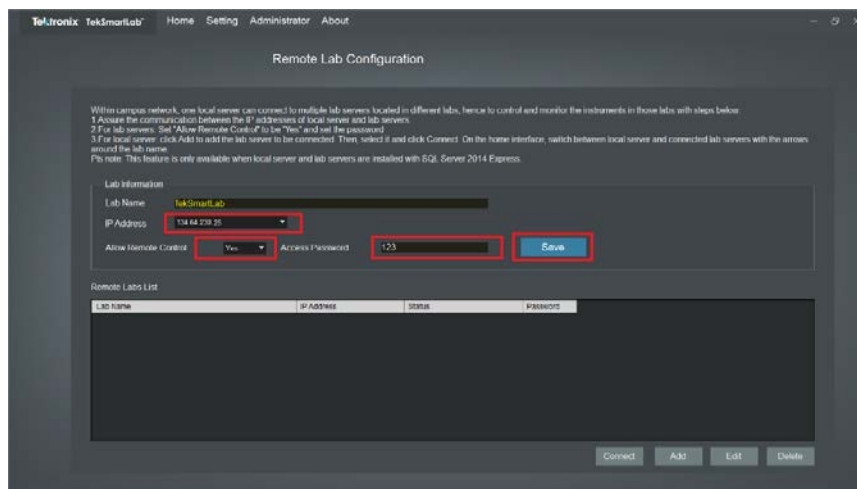 Tektronix TekSmartLab™ Home Setting Administrator About
Remote Lab Configuration
Within campus network, one local server can connect to multiple lab servers located in different labs, hence to control and monitor the instruments in those labs with steps below:
1.Assure the communication between the IP addresses of local server and lab servers.
2.For lab servers: Set "Allow Remote Control" to be "Yes" and set the password
3.For local server: click Add to add the lab server to be connected. Then, select it and click Connect. On the home interface, switch between local server and connected lab servers with the arrows
around the lab name.
Pls note: This feature is only available when local server and lab servers are installed with SQL Server 2014 Express.
Lab Information
Lab Name TekSmartLab
IP Address 134.64.230.25
Allow Remote Control Yes Access Password 123 Save
Remote Labs List
Lab Name IP Address Status Password
Connect Add Edit Delete